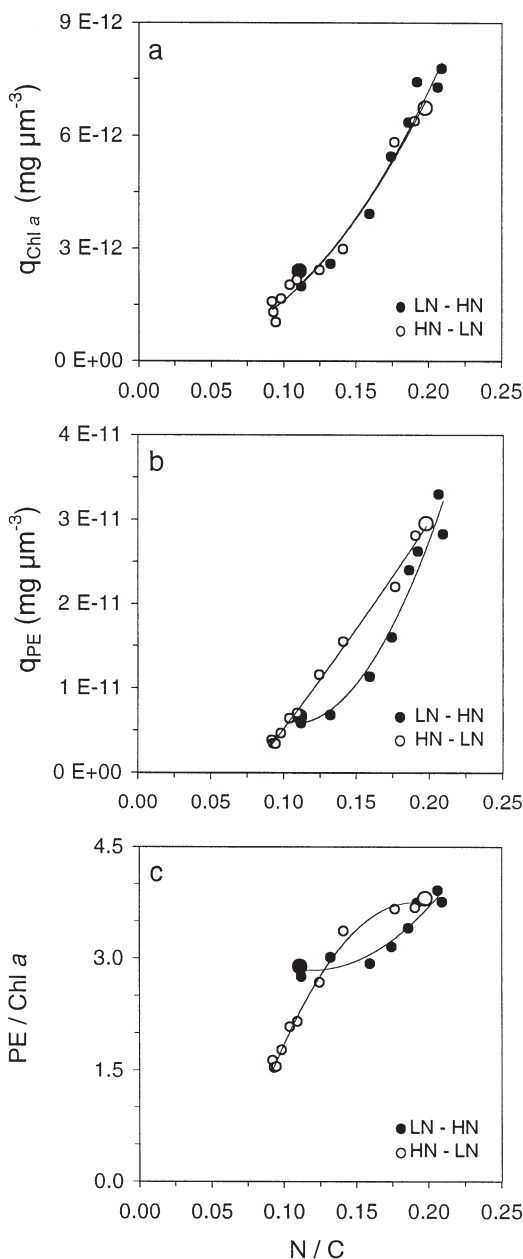 a
9 E-12
6 E-12
3 E-12
0 E+00
q Chl a (mg µm-3)
LN - HN
HN - LN
0.00 0.05 0.10 0.15 0.20 0.25
b
4 E-11
3 E-11
2 E-11
1 E-11
0 E+00
q PE (mg µm-3)
LN - HN
HN - LN
0.00 0.05 0.10 0.15 0.20 0.25
c
4.5
3.0
1.5
0.0
PE / Chl a
LN - HN
HN - LN
0.00 0.05 0.10 0.15 0.20 0.25
N / C